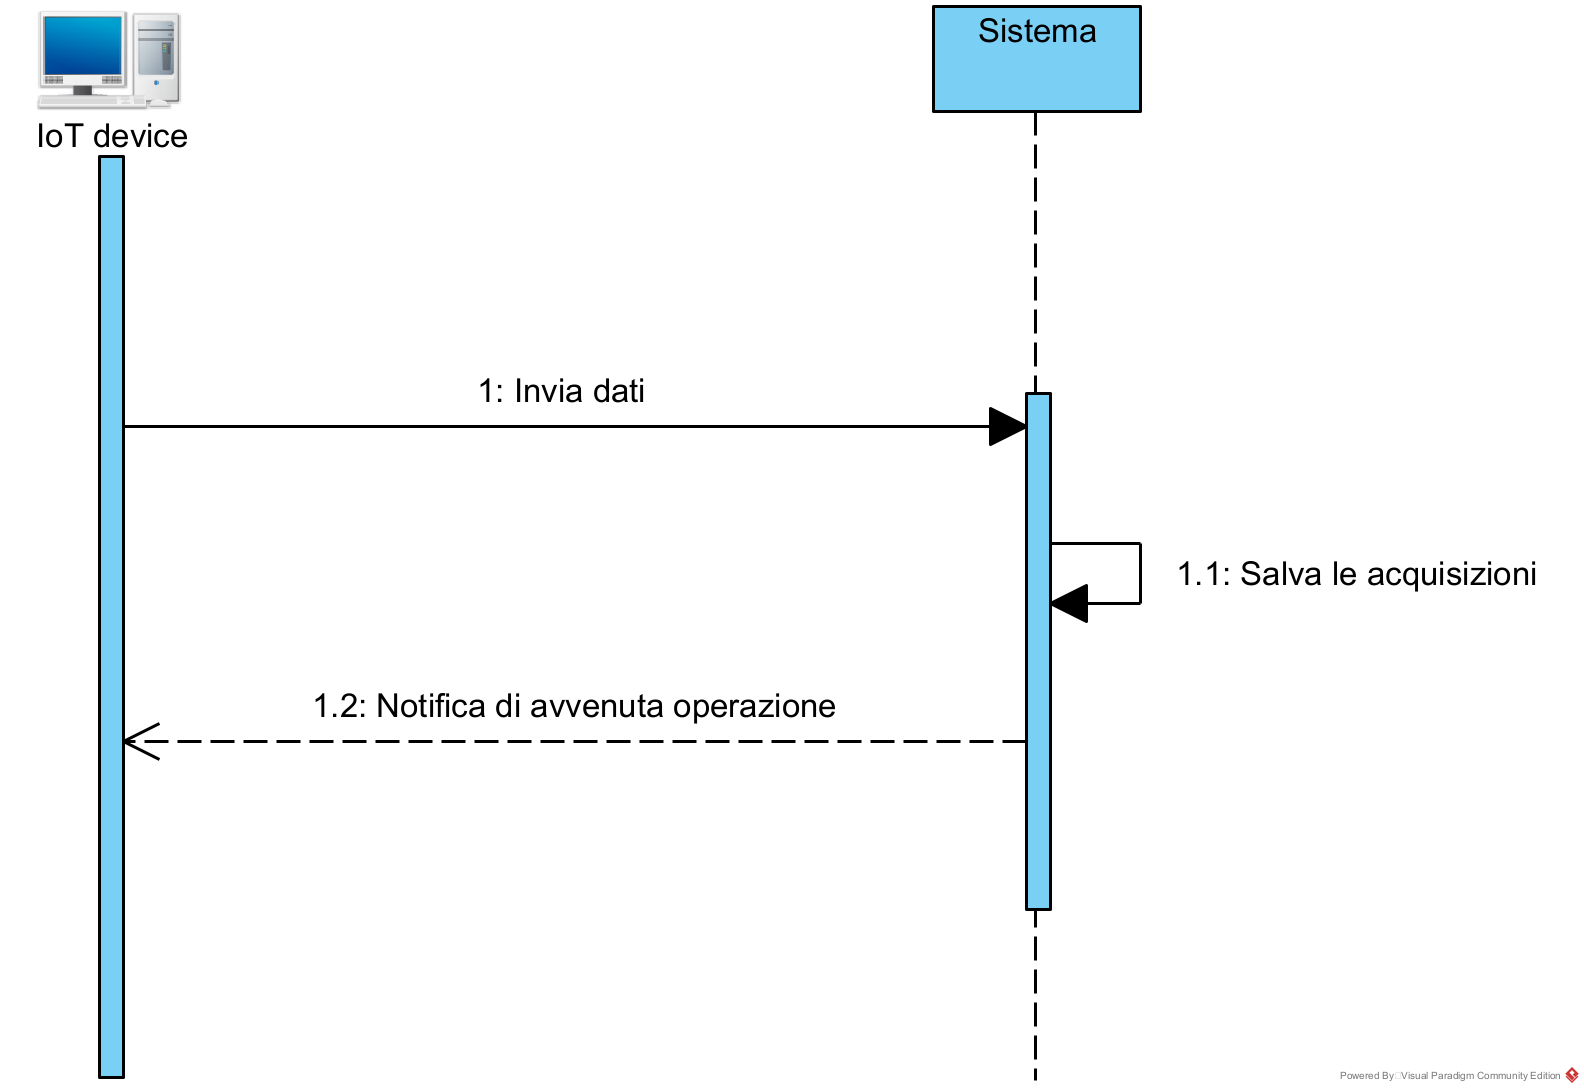 Sistema
IoT device
1: Invia dati
1.1: Salva le acquisizioni
1.2: Notifica di avvenuta operazione
Powered By Visual Paradigm Community Edition